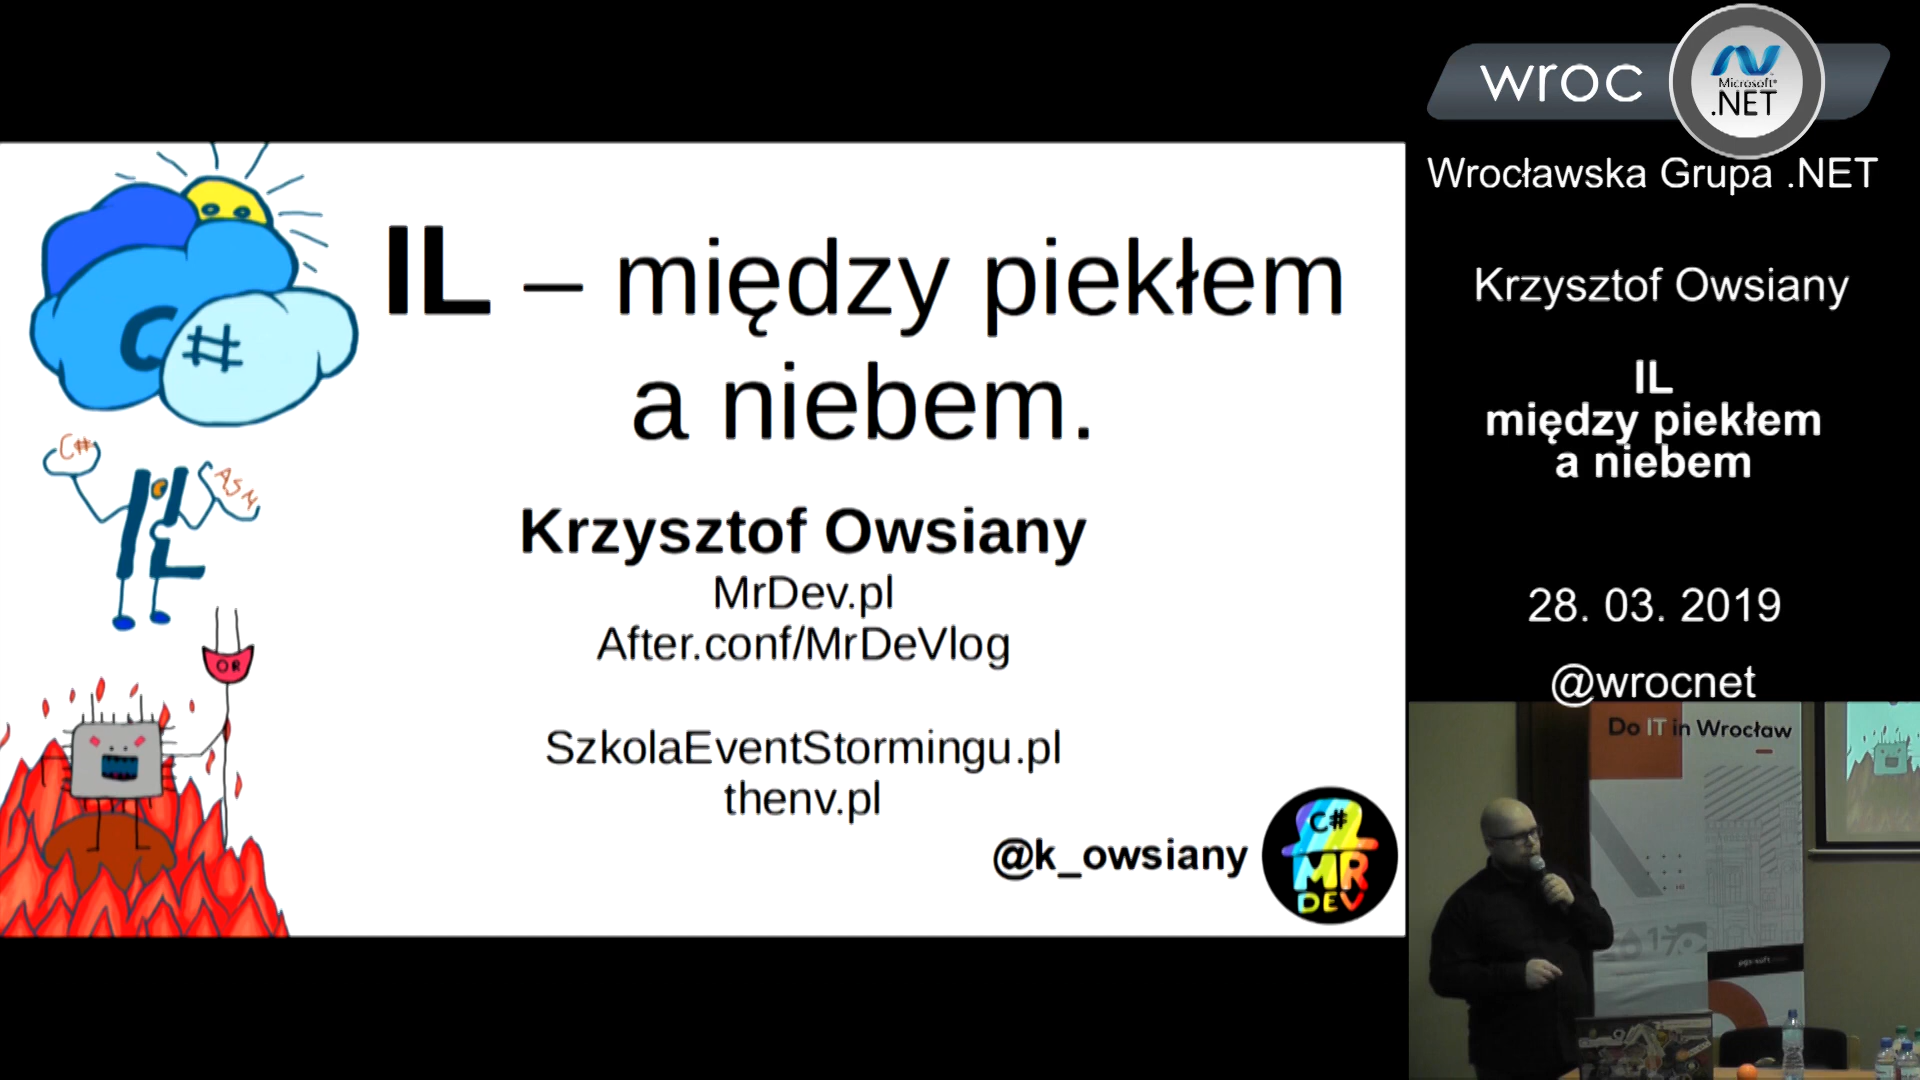 IL – między piekłem
a niebem.
Krzysztof Owsiany
MrDev.pl
After.conf/MrDeVlog
SzkolaEventStormingu.pl
thenv.pl
@k_owsiany
C#
MR
DEV
C#
C#
ASM
OR
wroc
Microsoft
.NET
Wrocławska Grupa .NET
Krzysztof Owsiany
IL
między piekłem
a niebem
28. 03. 2019
@wrocnet
Do IT in Wrocław